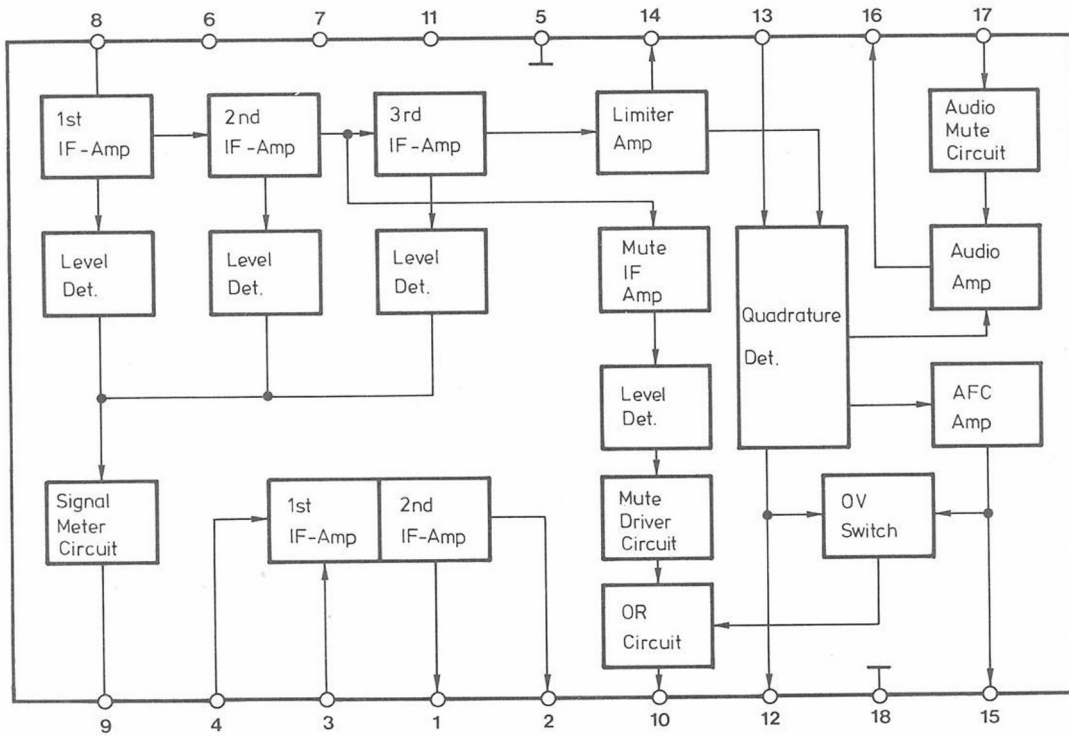 8 6 7 11 5 14 13 16 17
1st
IF-Amp
2nd
IF-Amp
3rd
IF-Amp
Limiter
Amp
Audio
Mute
Circuit
Level
Det.
Level
Det.
Level
Det.
Mute
IF
Amp
Quadrature
Det.
Audio
Amp
Level
Det.
AFC
Amp
Signal
Meter
Circuit
1st
IF-Amp
2nd
IF-Amp
Mute
Driver
Circuit
OV
Switch
OR
Circuit
9 4 3 1 2 10 12 18 15